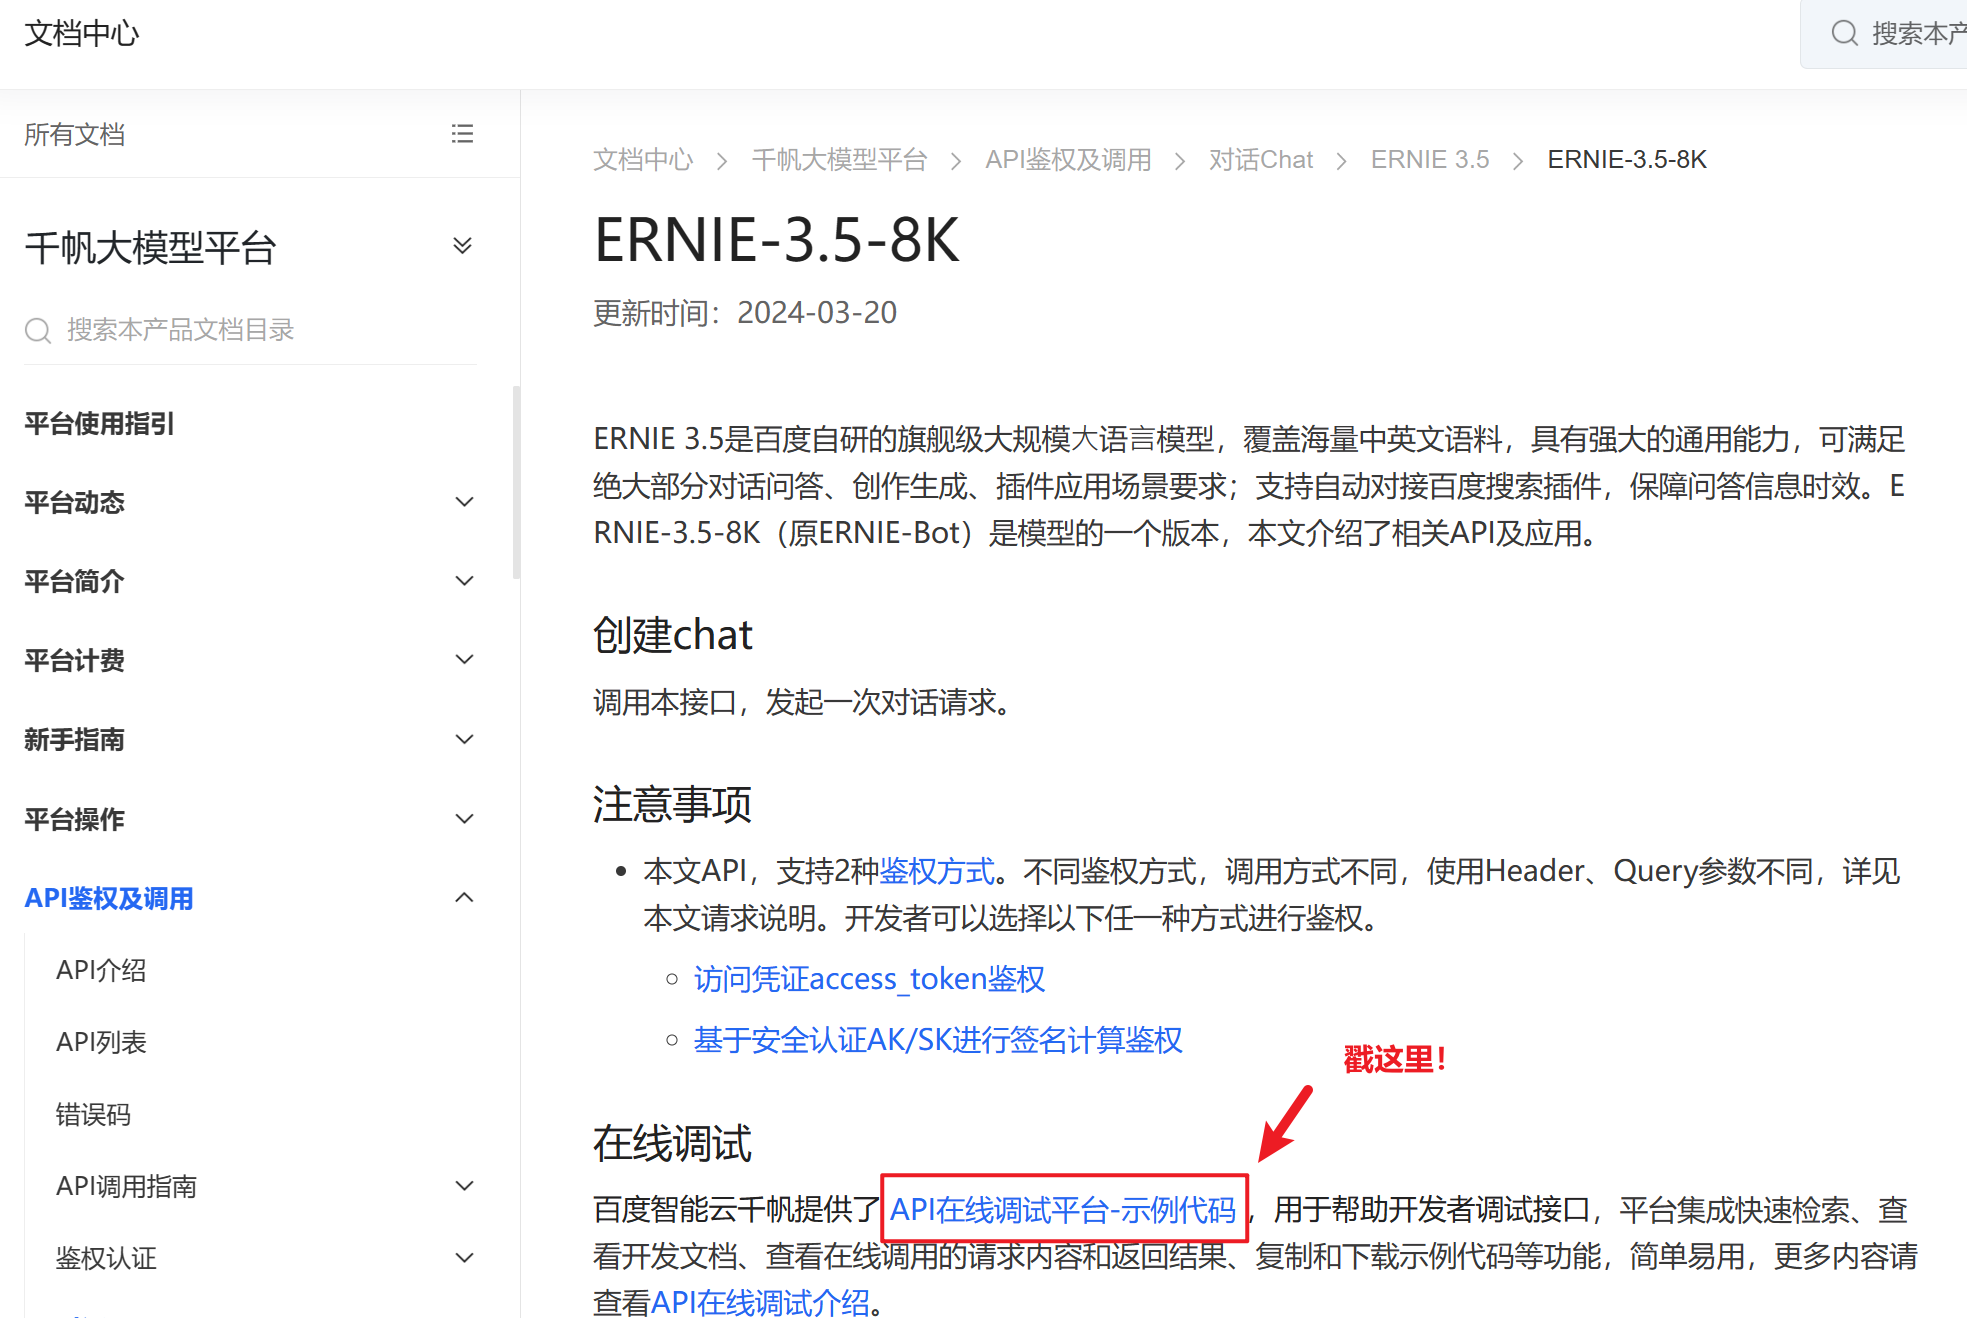 文档中心
搜索本产
所有文档
千帆大模型平台
搜索本产品文档目录
平台使用指引
平台动态
平台简介
平台计费
新手指南
平台操作
API鉴权及调用
API介绍
API列表
错误码
API调用指南
鉴权认证
文档中心 > 千帆大模型平台 > API鉴权及调用 > 对话Chat > ERNIE 3.5 > ERNIE-3.5-8K
ERNIE-3.5-8K
更新时间：2024-03-20
ERNIE 3.5是百度自研的旗舰级大规模大语言模型，覆盖海量中英文语料，具有强大的通用能力，可满足
绝大部分对话问答、创作生成、插件应用场景要求；支持自动对接百度搜索插件，保障问答信息时效。E
RNIE-3.5-8K（原ERNIE-Bot）是模型的一个版本，本文介绍了相关API及应用。
创建chat
调用本接口，发起一次对话请求。
注意事项
本文API，支持2种鉴权方式。不同鉴权方式，调用方式不同，使用Header、Query参数不同，详见
本文请求说明。开发者可以选择以下任一种方式进行鉴权。
访问凭证access_token鉴权
基于安全认证AK/SK进行签名计算鉴权
戳这里！
在线调试
百度智能云千帆提供了API在线调试平台-示例代码，用于帮助开发者调试接口，平台集成快速检索、查
看开发文档、查看在线调用的请求内容和返回结果、复制和下载示例代码等功能，简单易用，更多内容请
查看API在线调试介绍。